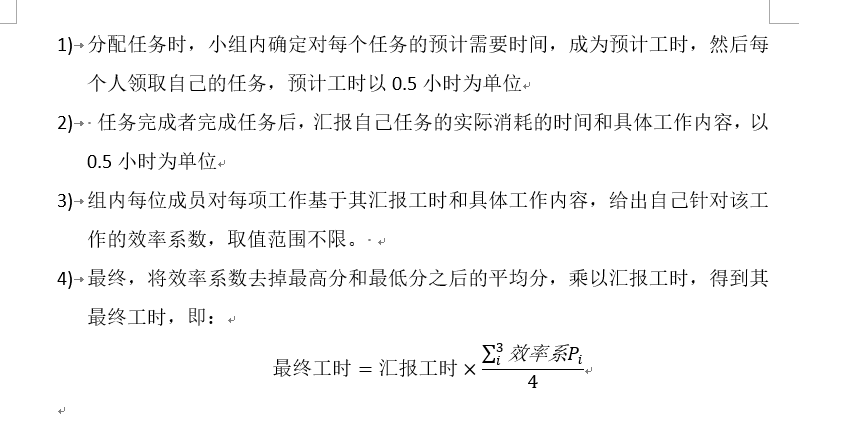 1) 分配任务时，小组内确定对每个任务的预计需要时间，成为预计工时，然后每
个人领取自己的任务，预计工时以 0.5 小时为单位
2) 任务完成者完成任务后，汇报自己任务的实际消耗的时间和具体工作内容，以
0.5 小时为单位
3) 组内每位成员对每项工作基于其汇报工时和具体工作内容，给出自己针对该工
作的效率系数，取值范围不限。
4) 最终，将效率系数去掉最高分和最低分之后的平均分，乘以汇报工时，得到其
最终工时，即：
最终工时 = 汇报工时 × ∑_i^3 效率系P_i / 4